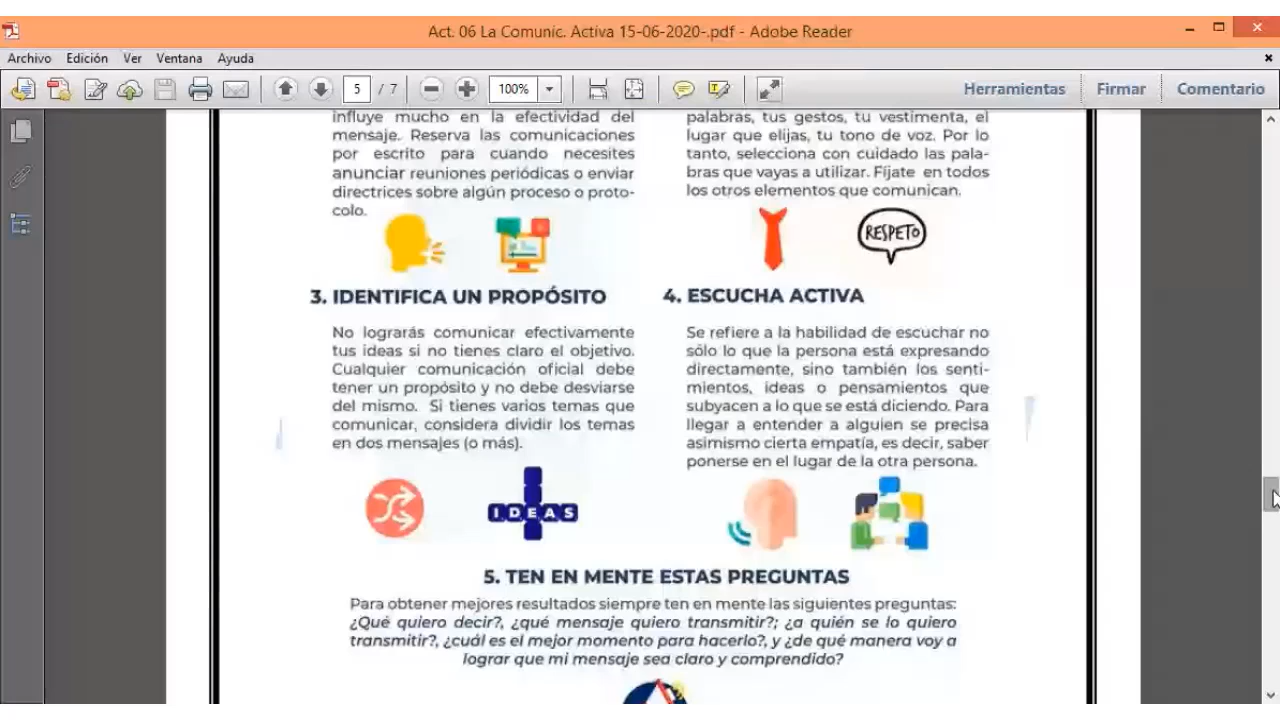 Act. 06 La Comunic. Activa 15-06-2020-.pdf - Adobe Reader
Archivo Edición Ver Ventana Ayuda
5 / 7 100% Herramientas Firmar Comentario
influye mucho en la efectividad del
mensaje. Reserva las comunicaciones
por escrito para cuando necesites
anunciar reuniones periódicas o enviar
directrices sobre algún proceso o proto-
colo.
palabras, tus gestos, tu vestimenta, el
lugar que elijas, tu tono de voz. Por lo
tanto, selecciona con cuidado las pala-
bras que vayas a utilizar. Fíjate en todos
los otros elementos que comunican.
RESPETO
3. IDENTIFICA UN PROPÓSITO
No lograrás comunicar efectivamente
tus ideas si no tienes claro el objetivo.
Cualquier comunicación oficial debe
tener un propósito y no debe desviarse
del mismo. Si tienes varios temas que
comunicar, considera dividir los temas
en dos mensajes (o más).
IDEAS
4. ESCUCHA ACTIVA
Se refiere a la habilidad de escuchar no
sólo lo que la persona está expresando
directamente, sino también los senti-
mientos, ideas o pensamientos que
subyacen a lo que se está diciendo. Para
llegar a entender a alguien se precisa
asimismo cierta empatía, es decir, saber
ponerse en el lugar de la otra persona.
5. TEN EN MENTE ESTAS PREGUNTAS
Para obtener mejores resultados siempre ten en mente las siguientes preguntas:
¿Qué quiero decir?, ¿qué mensaje quiero transmitir?; ¿a quién se lo quiero
transmitir?, ¿cuál es el mejor momento para hacerlo?, y ¿de qué manera voy a
lograr que mi mensaje sea claro y comprendido?